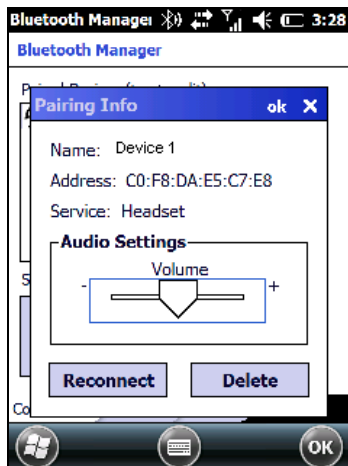 Bluetooth Manager 3:28
Bluetooth Manager
Pairing Info ok X
Name: Device 1
Address: C0:F8:DA:E5:C7:E8
Service: Headset
Audio Settings
Volume
- +
S
Reconnect Delete
Co
OK